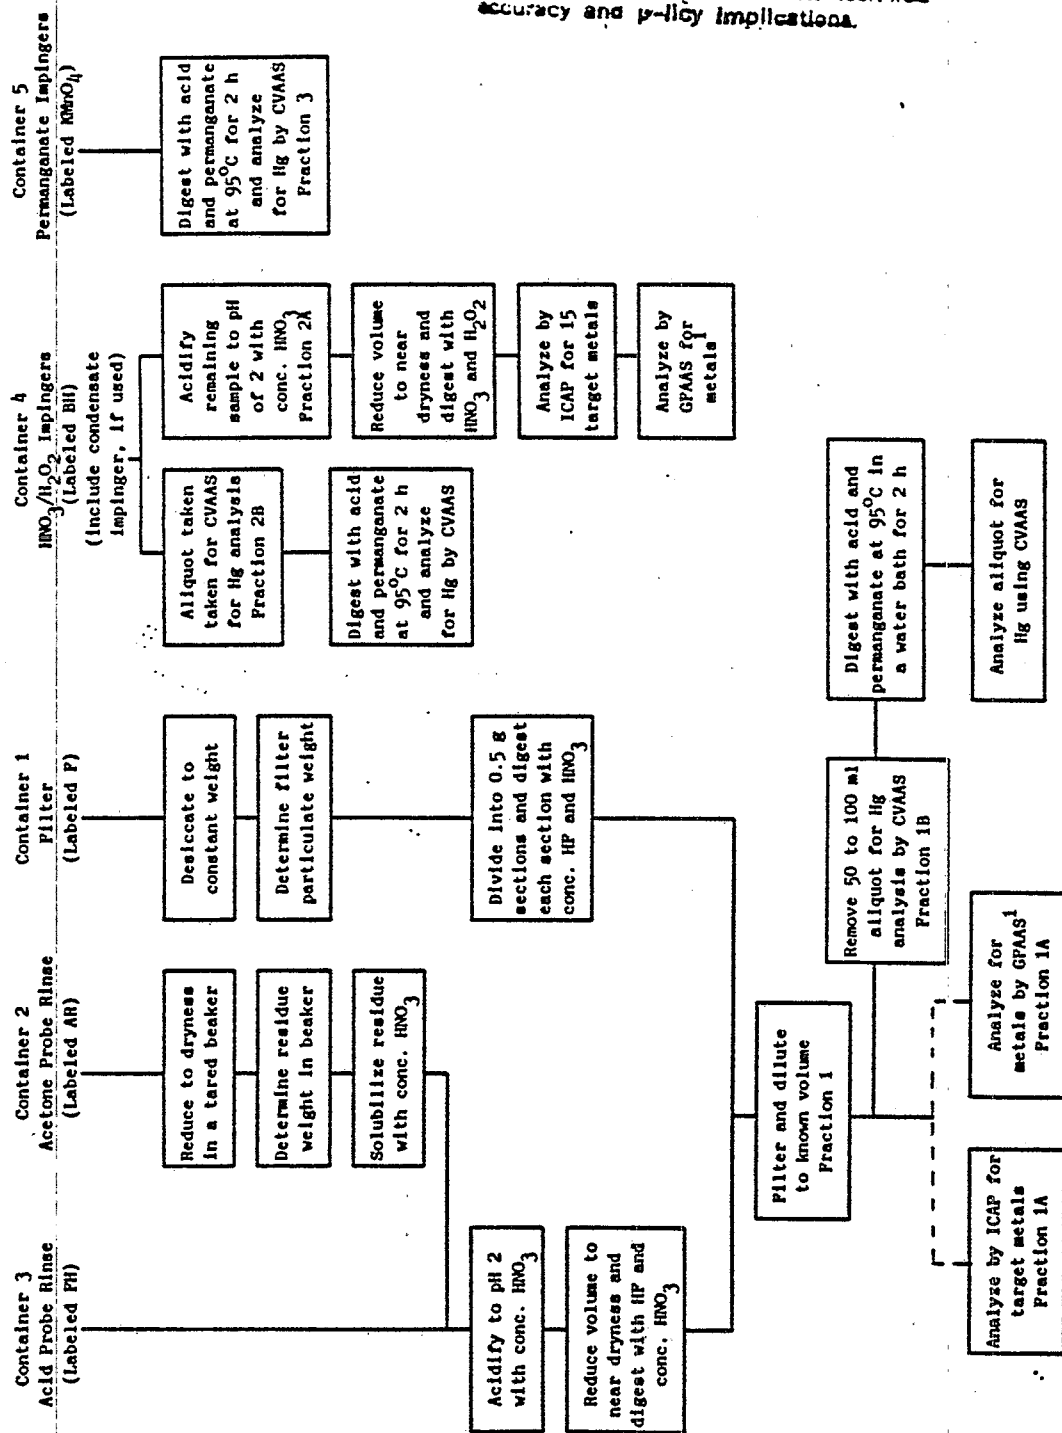 accuracy and p-licy implications.
Container 3
Acid Probe Rinse
(Labeled PH)
Acidify to pH 2
with conc. HNO3
Reduce volume to
near dryness and
digest with HP and
conc. HNO3
Container 2
Acetone Probe Rinse
(Labeled AR)
Reduce to dryness
in a tared beaker
Determine residue
weight in beaker
Solubilize residue
with conc. HNO3
Container 1
Filter
(Labeled P)
Desiccate to
constant weight
Determine filter
particulate weight
Divide into 0.5 g
sections and digest
each section with
conc. HP and HNO3
Filter and dilute
to known volume
Fraction 1
Analyze by ICAP for
target metals
Fraction 1A
Analyze for
metals by GPAAS1
Fraction 1A
Remove 50 to 100 ml
aliquot for Hg
analysis by CVAAS
Fraction 1B
Digest with acid and
permanganate at 95°C in
a water bath for 2 h
Analyze aliquot for
Hg using CVAAS
Container 4
HNO3/H2O2 Impingers
(Labeled BH)
(include condensate
impinger, if used)
Aliquot taken
taken for CVAAS
for Hg analysis
Fraction 2B
Digest with acid
and permanganate
at 95°C for 2 h
and analyze
for Hg by CVAAS
Acidify
remaining
sample to pH
of 2 with
conc. HNO3
Fraction 2A
Reduce volume
to near
dryness and
digest with
HNO3 and H2O2
Analyze by
ICAP for 15
target metals
Analyze by
GPAAS for
metals1
Container 5
Permanganate Impingers
(Labeled KMnO4)
Digest with acid
and permanganate
at 95°C for 2 h
and analyze
for Hg by CVAAS
Fraction 3